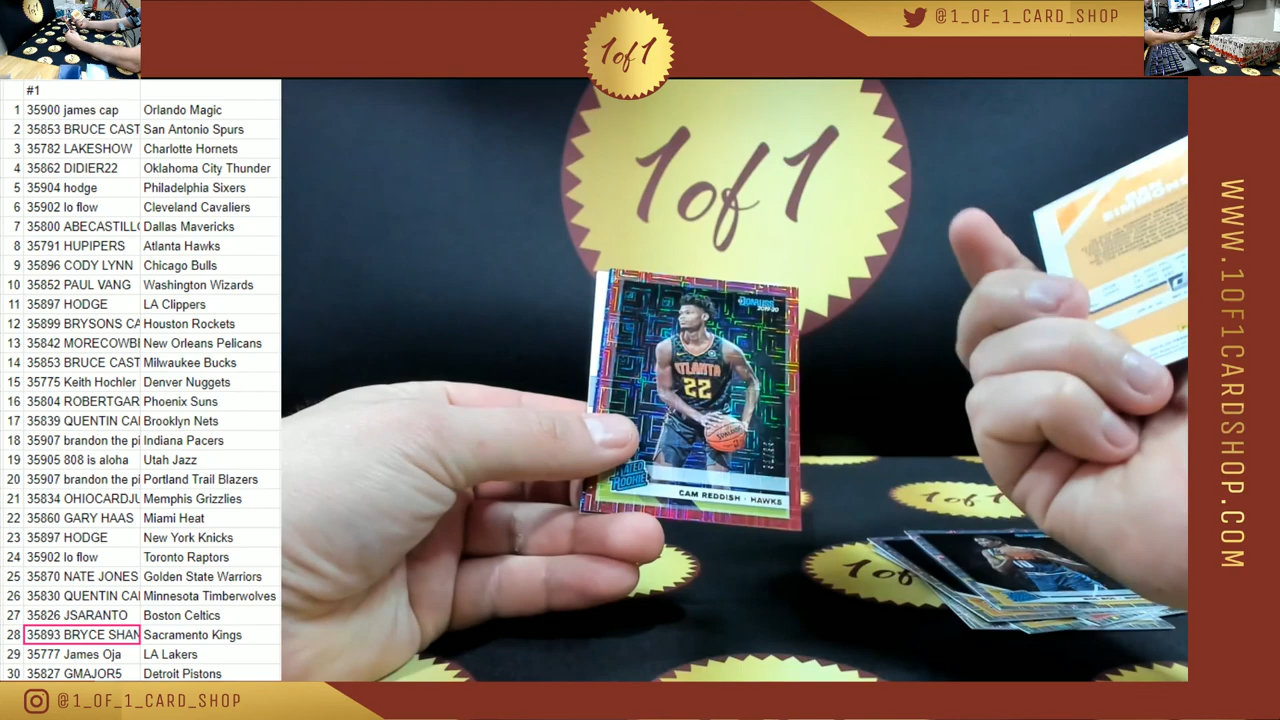 @1_OF_1_CARD_SHOP
1of1
#1
1 35900 james cap Orlando Magic
2 35853 BRUCE CAST San Antonio Spurs
3 35782 LAKESHOW Charlotte Hornets
4 35862 DIDIER22 Oklahoma City Thunder
5 35904 hodge Philadelphia Sixers
6 35902 lo flow Cleveland Cavaliers
7 35800 ABECASTILLO Dallas Mavericks
8 35791 HUPIPERS Atlanta Hawks
9 35896 CODY LYNN Chicago Bulls
10 35852 PAUL VANG Washington Wizards
11 35897 HODGE LA Clippers
12 35899 BRYSONS CA Houston Rockets
13 35842 MORECOWBE New Orleans Pelicans
14 35853 BRUCE CAST Milwaukee Bucks
15 35775 Keith Hochler Denver Nuggets
16 35804 ROBERTGAR Phoenix Suns
17 35839 QUENTIN CA Brooklyn Nets
18 35907 brandon the pi Indiana Pacers
19 35905 808 is aloha Utah Jazz
20 35907 brandon the pi Portland Trail Blazers
21 35834 OHIOCARDJU Memphis Grizzlies
22 35860 GARY HAAS Miami Heat
23 35897 HODGE New York Knicks
24 35902 lo flow Toronto Raptors
25 35870 NATE JONES Golden State Warriors
26 35830 QUENTIN CA Minnesota Timberwolves
27 35826 JSARANTO Boston Celtics
28 35893 BRYCE SHAN Sacramento Kings
29 35777 James Oja LA Lakers
30 35827 GMAJOR5 Detroit Pistons
1of1
DONRUSS
2019-20
ATLANTA
22
SPALDING
RATED
ROOKIE
CAM REDDISH · HAWKS
BEN
SIMMONS
1of1
1of
WWW.1OF1CARDSHOP.COM
@1_OF_1_CARD_SHOP